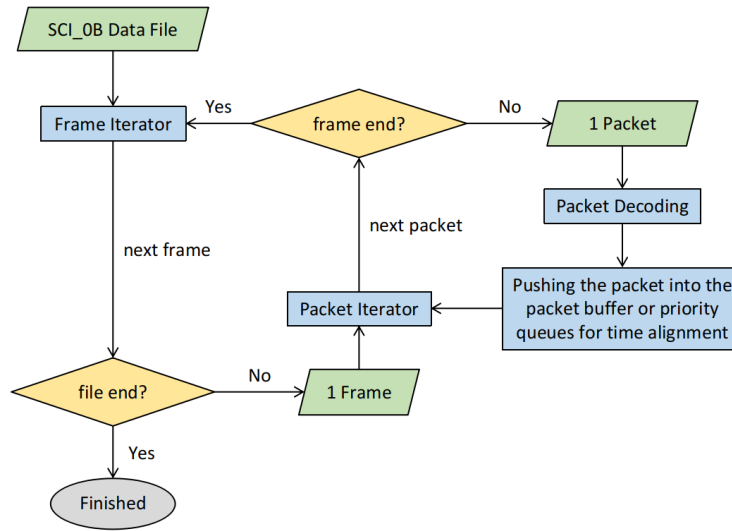 SCI_0B Data File
Frame Iterator
Yes
frame end?
No
1 Packet
Packet Decoding
next frame
next packet
Packet Iterator
Pushing the packet into the
packet buffer or priority
queues for time alignment
file end?
No
1 Frame
Yes
Finished